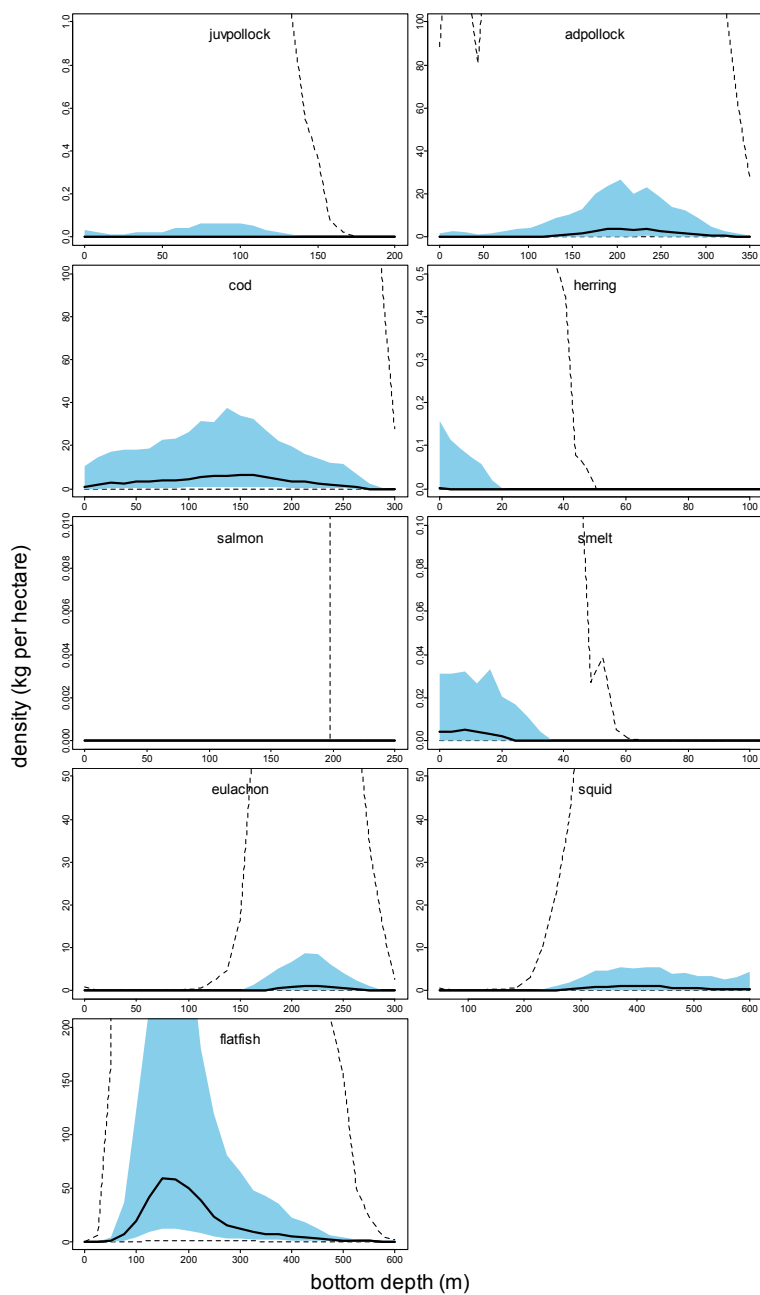 juvpollock
0.0 0.2 0.4 0.6 0.8 1.0
0 50 100 150 200
adpollock
0 20 40 60 80 100
0 50 100 150 200 250 300 350
cod
0 20 40 60 80 100
0 50 100 150 200 250 300
herring
0.0 0.1 0.2 0.3 0.4 0.5
0 20 40 60 80 100
salmon
0.000 0.002 0.004 0.006 0.008 0.010
0 50 100 150 200 250
smelt
0.00 0.02 0.04 0.06 0.08 0.10
0 20 40 60 80 100
eulachon
0 10 20 30 40 50
0 50 100 150 200 250 300
squid
0 10 20 30 40 50
100 200 300 400 500 600
flatfish
0 50 100 150 200
0 100 200 300 400 500 600
density (kg per hectare)
bottom depth (m)